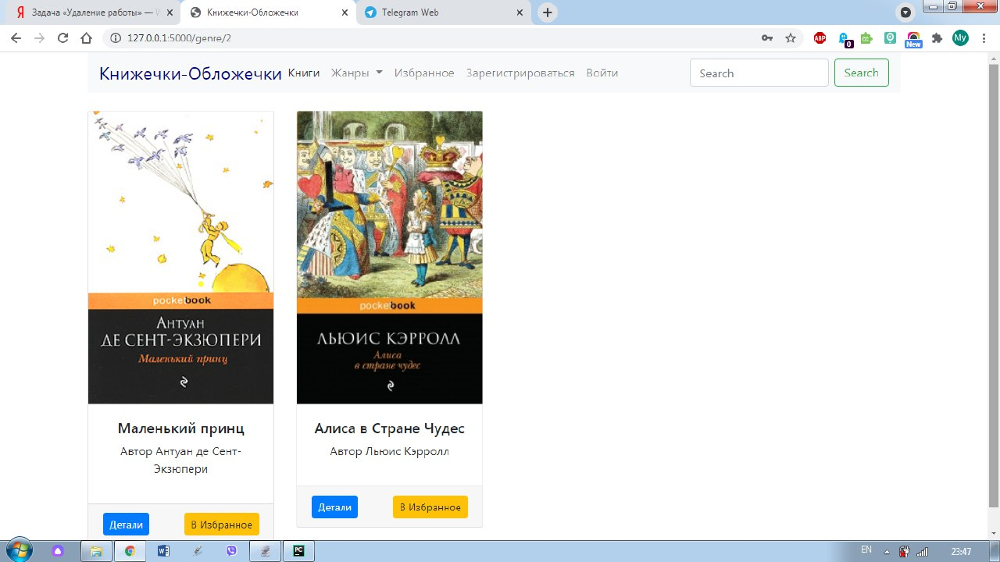 Задача «Удаление работы» —
Книжечки-Обложечки
Telegram Web
127.0.0.1:5000/genre/2
ABP
0
New
My
Книжечки-Обложечки Книги Жанры Избранное Зарегистрироваться Войти Search Search
pocketbook
Антуан
де Сент-Экзюпери
Маленький принц
pocketbook
Льюис Кэрролл
Алиса
в стране чудес
Маленький принц
Автор Антуан де Сент-
Экзюпери
Детали В Избранное
Алиса в Стране Чудес
Автор Льюис Кэрролл
Детали В Избранное
W
PC
EN
23:47